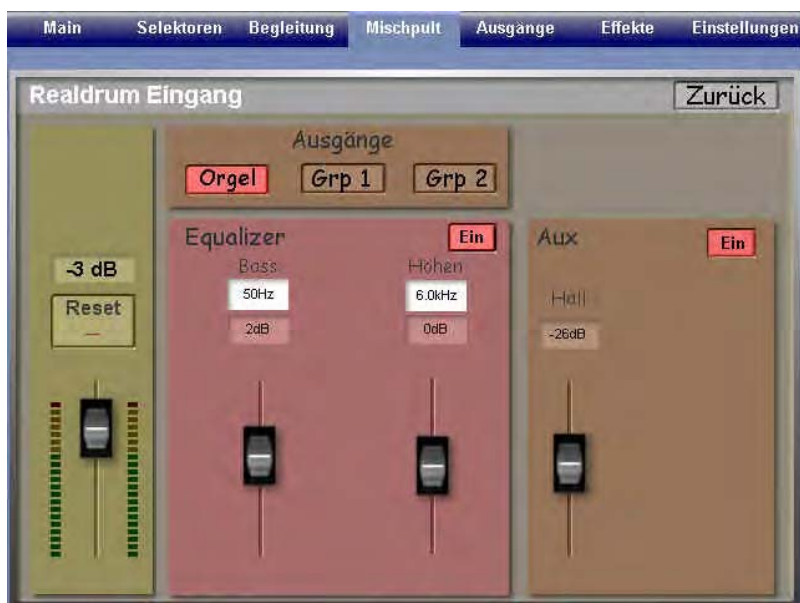 Main Selektoren Begleitung Mischpult Ausgänge Effekte Einstellungen
Realdrum Eingang Zurück
Ausgänge
Orgel Grp 1 Grp 2
Equalizer Ein Aux Ein
-3 dB Bass Höhen
Reset 50Hz 6.0kHz Hall
2dB 0dB -26dB